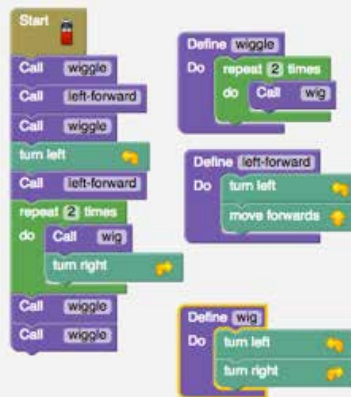 Start
Call wiggle
Call left-forward
Call wiggle
turn left
Call left-forward
repeat 2 times
do Call wig
turn right
Call wiggle
Call wiggle
Define wiggle
Do repeat 2 times
do Call wig
Define left-forward
Do turn left
move forwards
Define wig
Do turn left
turn right